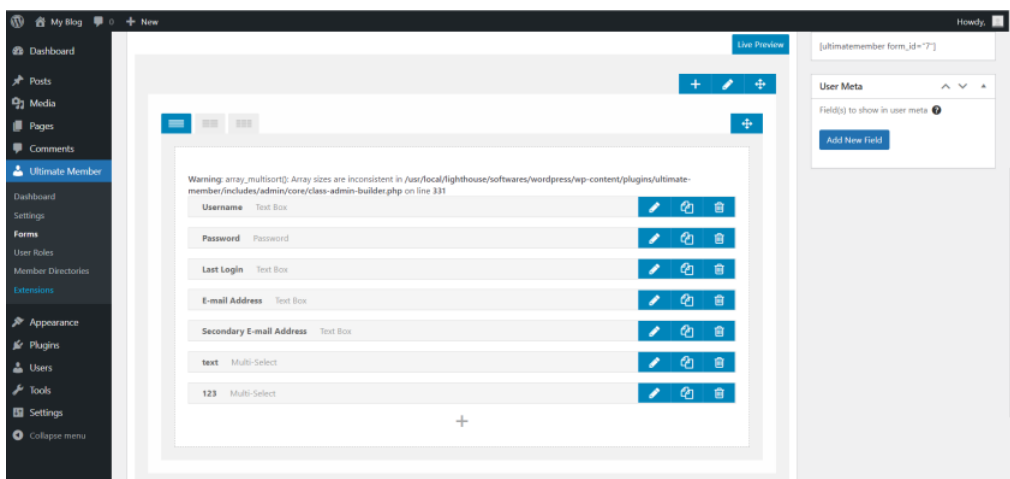 My Blog 0 + New Howdy,
Dashboard
Posts
Media
Pages
Comments
Ultimate Member
Dashboard
Settings
Forms
User Roles
Member Directories
Extensions
Appearance
Plugins
Users
Tools
Settings
Collapse menu
Live Preview
Warning: array_multisort(): Array sizes are inconsistent in /usr/local/lighthouse/softwares/wordpress/wp-content/plugins/ultimate-
member/includes/admin/core/class-admin-builder.php on line 331
Username Text Box
Password Password
Last Login Text Box
E-mail Address Text Box
Secondary E-mail Address Text Box
text Multi-Select
123 Multi-Select
[ultimatemember form_id="7"]
User Meta
Field(s) to show in user meta
Add New Field